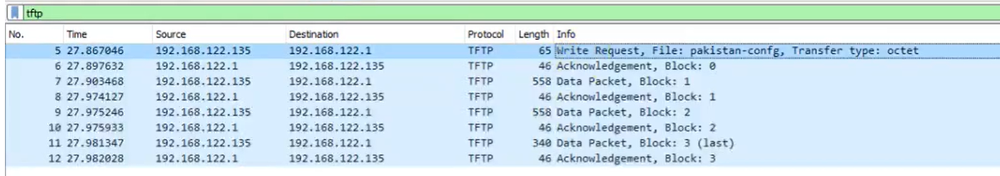 tftp
No. Time Source Destination Protocol Length Info
5 27.867046 192.168.122.135 192.168.122.1 TFTP 65 Write Request, File: pakistan-confg, Transfer type: octet
6 27.897632 192.168.122.1 192.168.122.135 TFTP 46 Acknowledgement, Block: 0
7 27.903468 192.168.122.135 192.168.122.1 TFTP 558 Data Packet, Block: 1
8 27.974127 192.168.122.1 192.168.122.135 TFTP 46 Acknowledgement, Block: 1
9 27.975246 192.168.122.135 192.168.122.1 TFTP 558 Data Packet, Block: 2
10 27.975933 192.168.122.1 192.168.122.135 TFTP 46 Acknowledgement, Block: 2
11 27.981347 192.168.122.135 192.168.122.1 TFTP 340 Data Packet, Block: 3 (last)
12 27.982028 192.168.122.1 192.168.122.135 TFTP 46 Acknowledgement, Block: 3